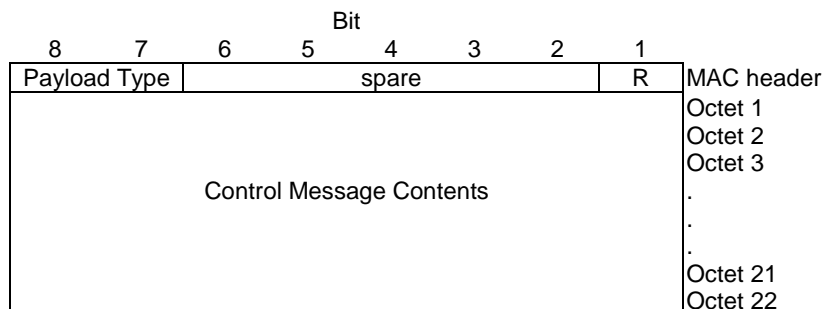 Bit
8 7 6 5 4 3 2 1
Payload Type spare R MAC header
Octet 1
Octet 2
Octet 3
Control Message Contents .
.
.
Octet 21
Octet 22